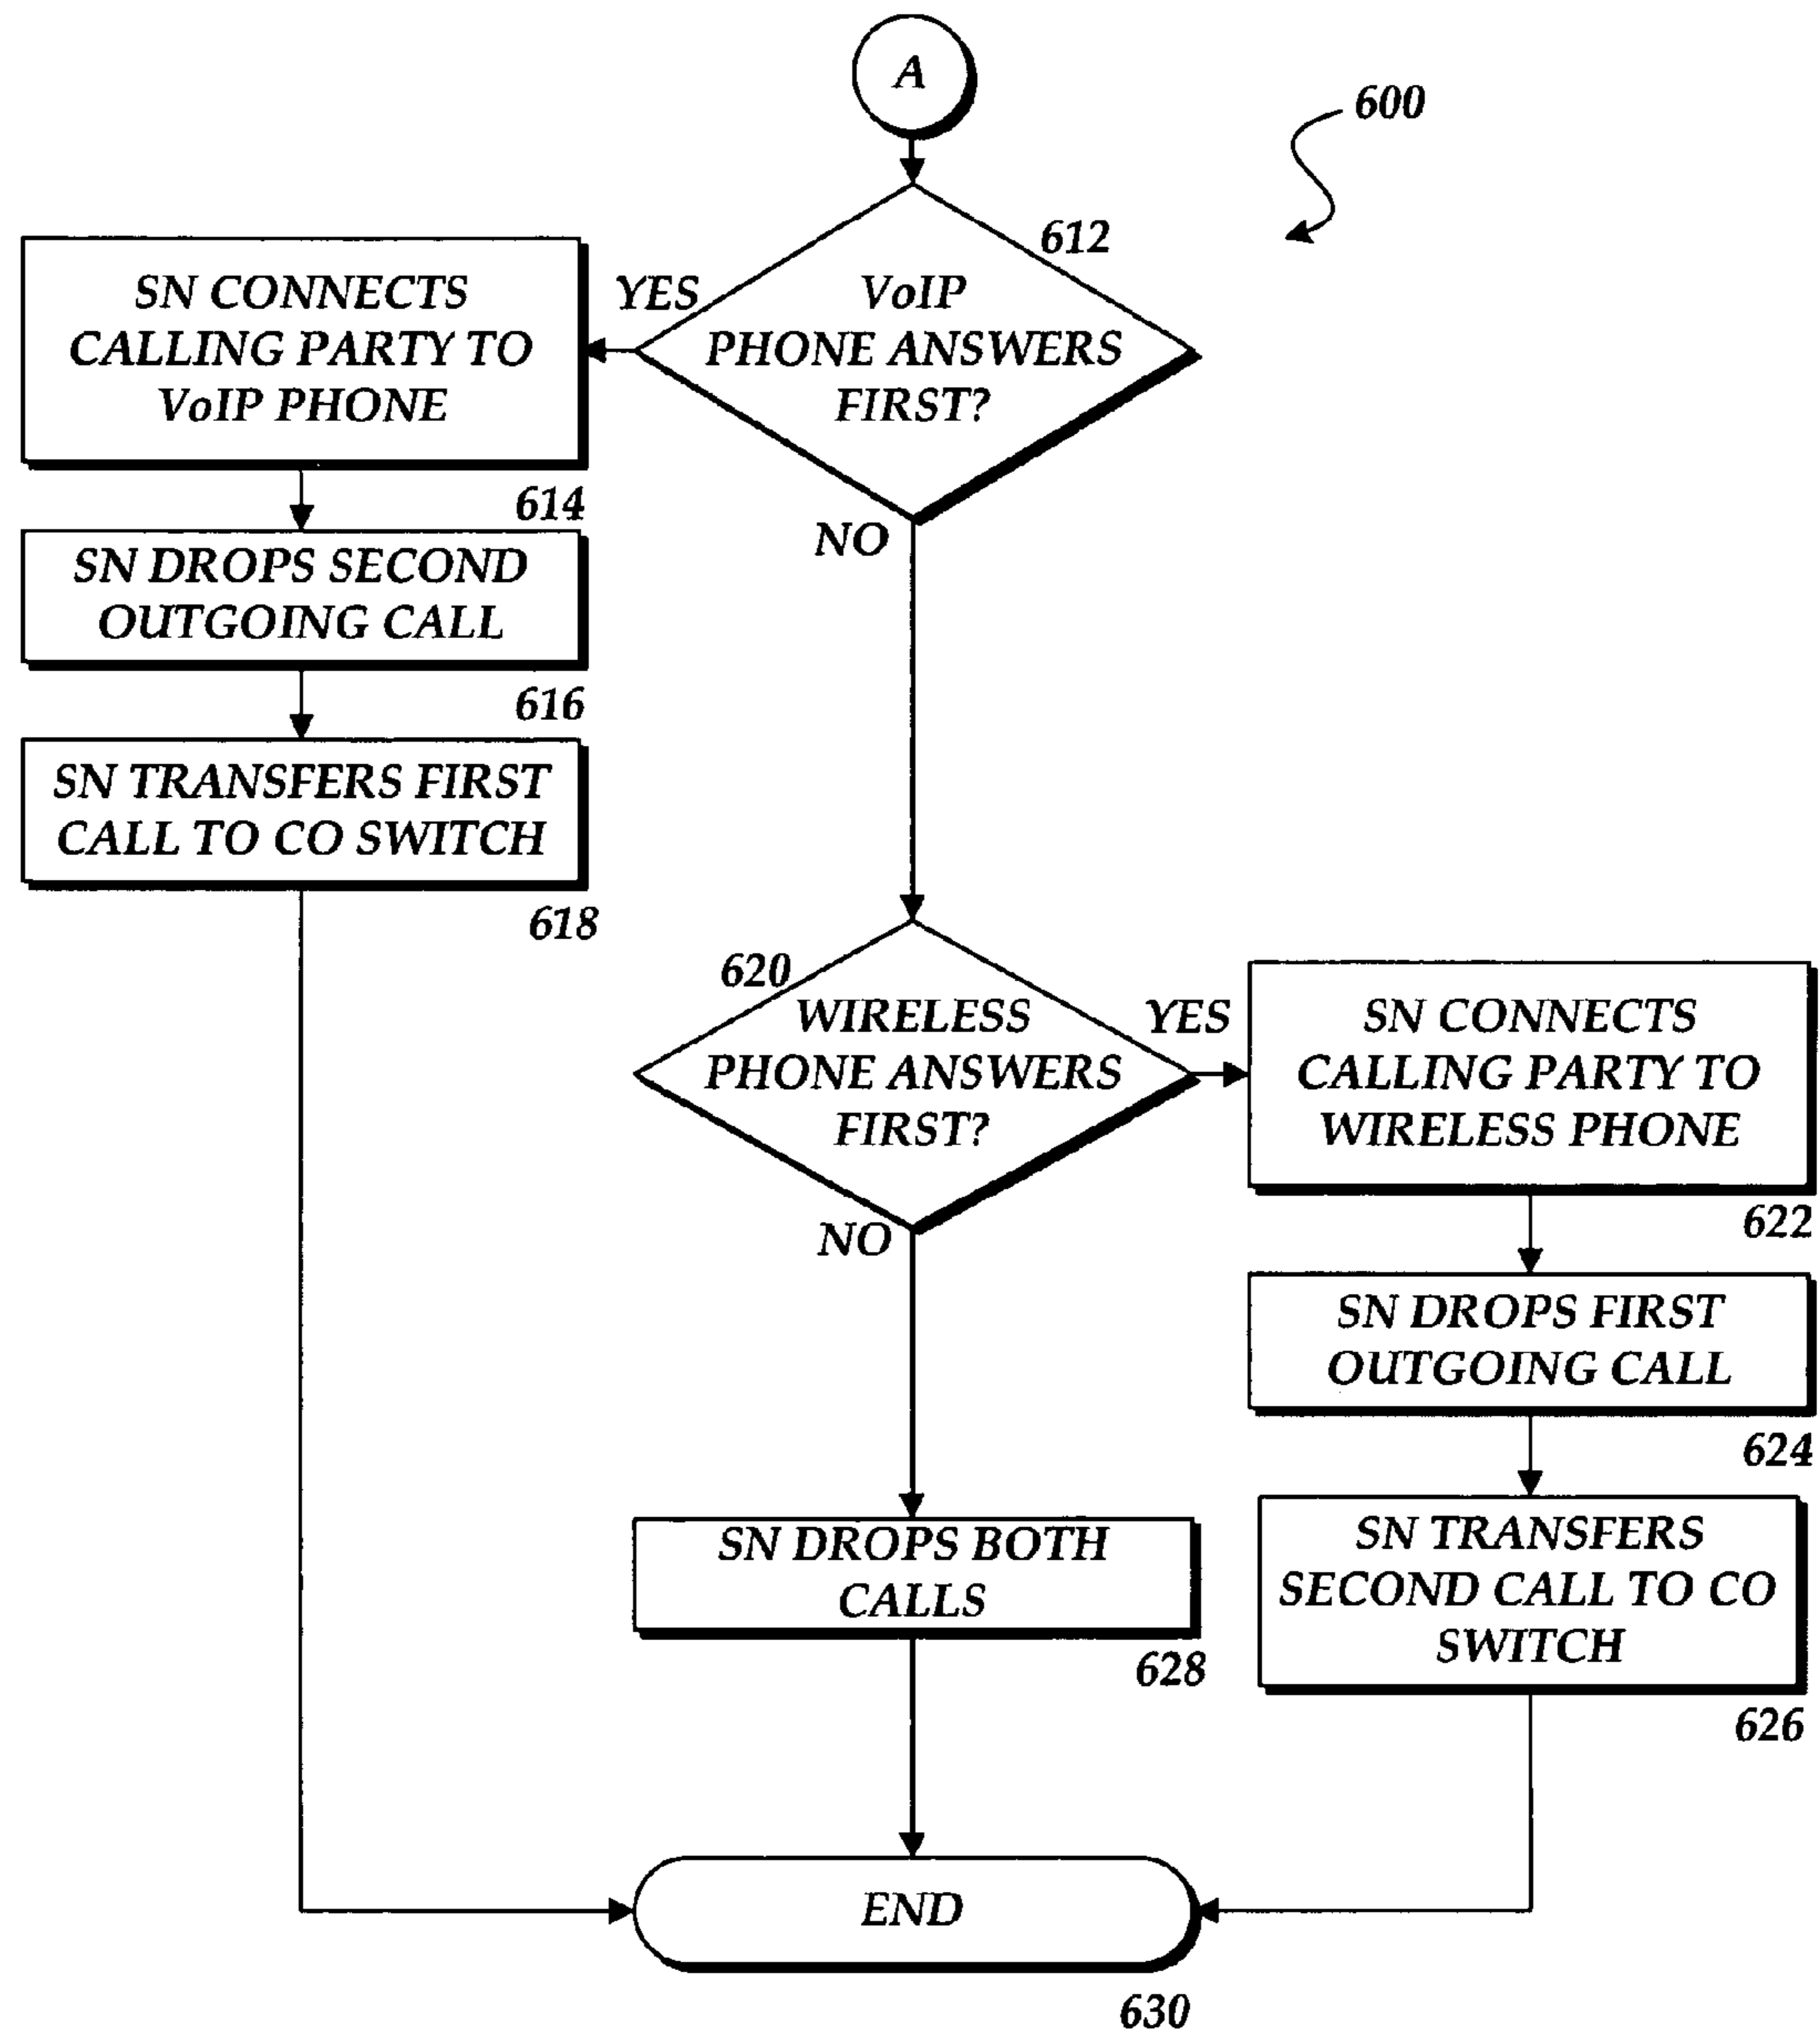 A
600
612
VoIP
PHONE ANSWERS
FIRST?
YES
NO
SN CONNECTS
CALLING PARTY TO
VoIP PHONE
614
SN DROPS SECOND
OUTGOING CALL
616
SN TRANSFERS FIRST
CALL TO CO SWITCH
618
620
WIRELESS
PHONE ANSWERS
FIRST?
YES
NO
SN CONNECTS
CALLING PARTY TO
WIRELESS PHONE
622
SN DROPS FIRST
OUTGOING CALL
624
SN TRANSFERS
SECOND CALL TO CO
SWITCH
626
SN DROPS BOTH
CALLS
628
END
630